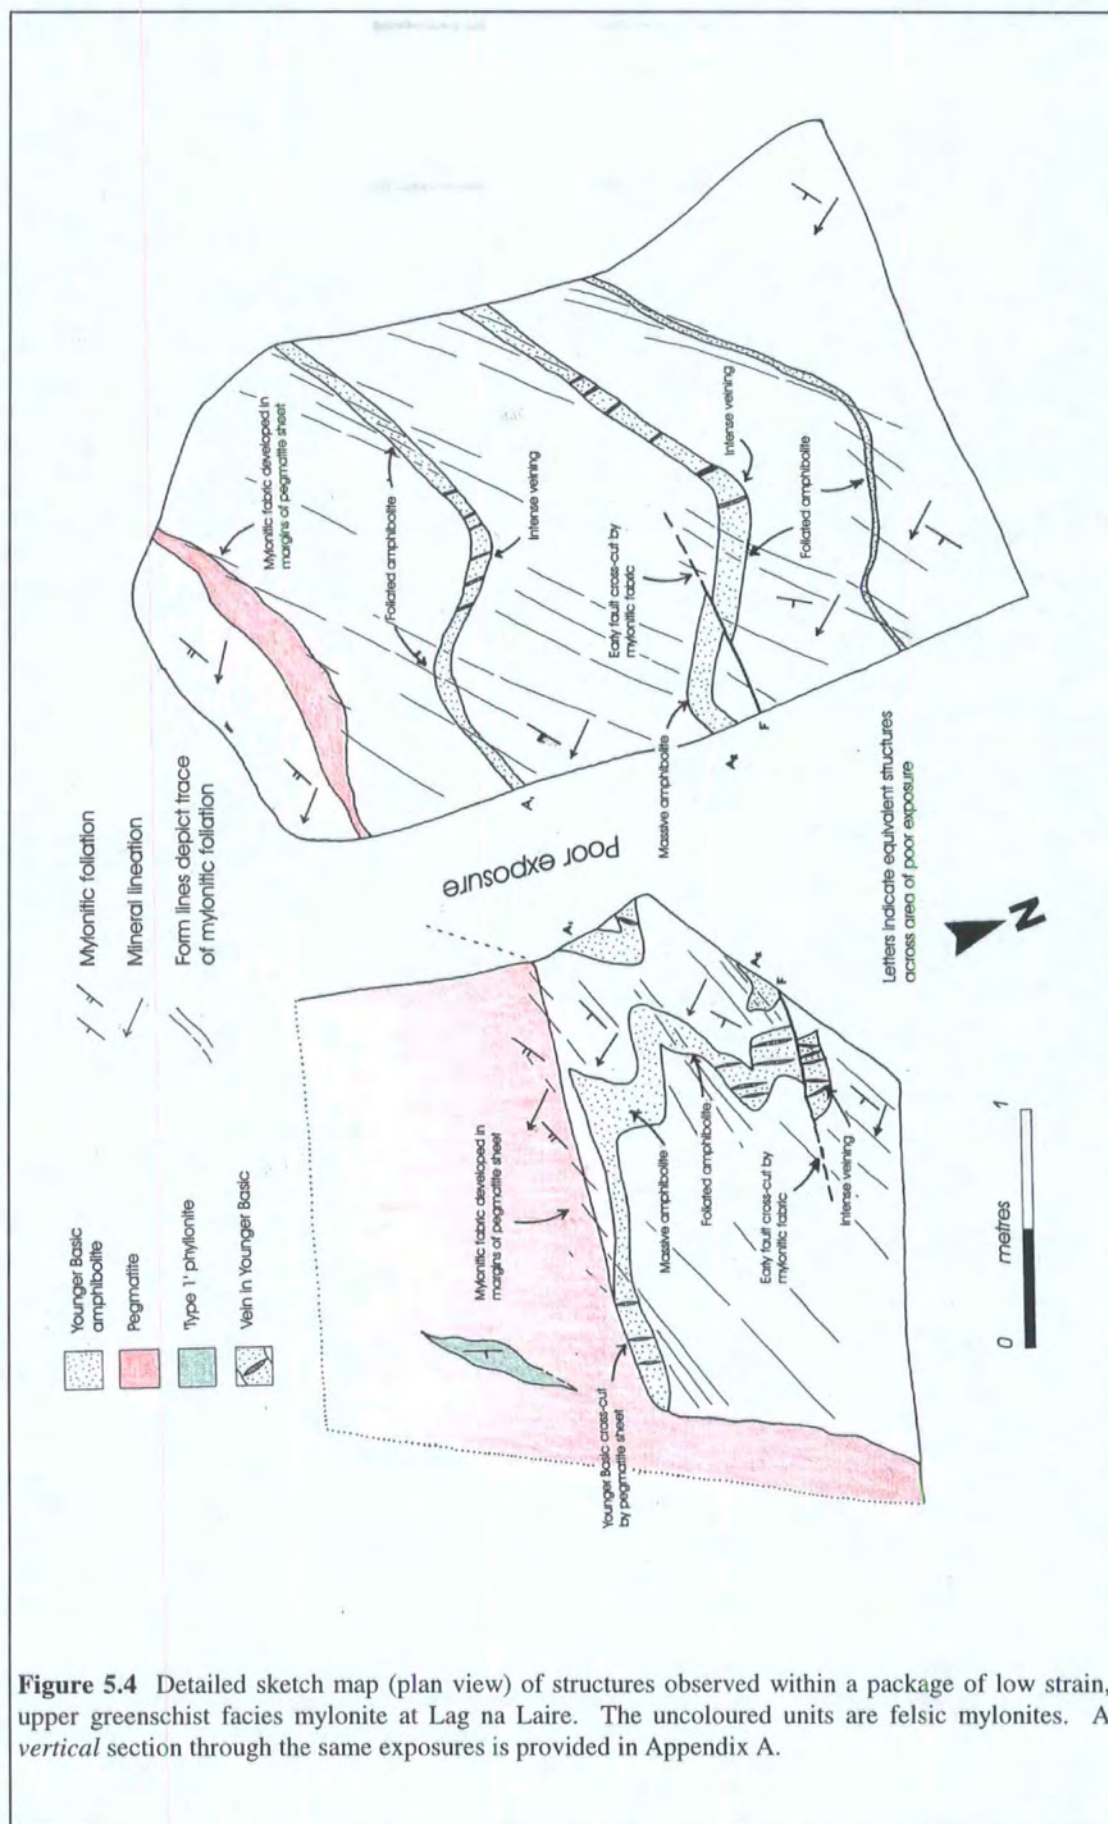 Younger Basic
amphibolite
Pegmatite
'Type 1' phyllonite
Vein in Younger Basic
Mylonitic foliation
Mineral lineation
Form lines depict trace
of mylonitic foliation
Mylonitic fabric developed in
margins of pegmatite sheet
Younger Basic cross-cut
by pegmatite sheet
Massive amphibolite
Foliated amphibolite
Early fault cross-cut by
mylonitic fabric
Intense veining
A₁
A₂
F
Poor exposure
Mylonitic fabric developed in
margins of pegmatite sheet
Foliated amphibolite
Intense veining
Early fault cross-cut by
mylonitic fabric
Massive amphibolite
Intense veining
Foliated amphibolite
A₁
A₂
F
Letters indicate equivalent structures
across area of poor exposure
N
0 metres 1
Figure 5.4 Detailed sketch map (plan view) of structures observed within a package of low strain,
upper greenschist facies mylonite at Lag na Laire. The uncoloured units are felsic mylonites. A
vertical section through the same exposures is provided in Appendix A.